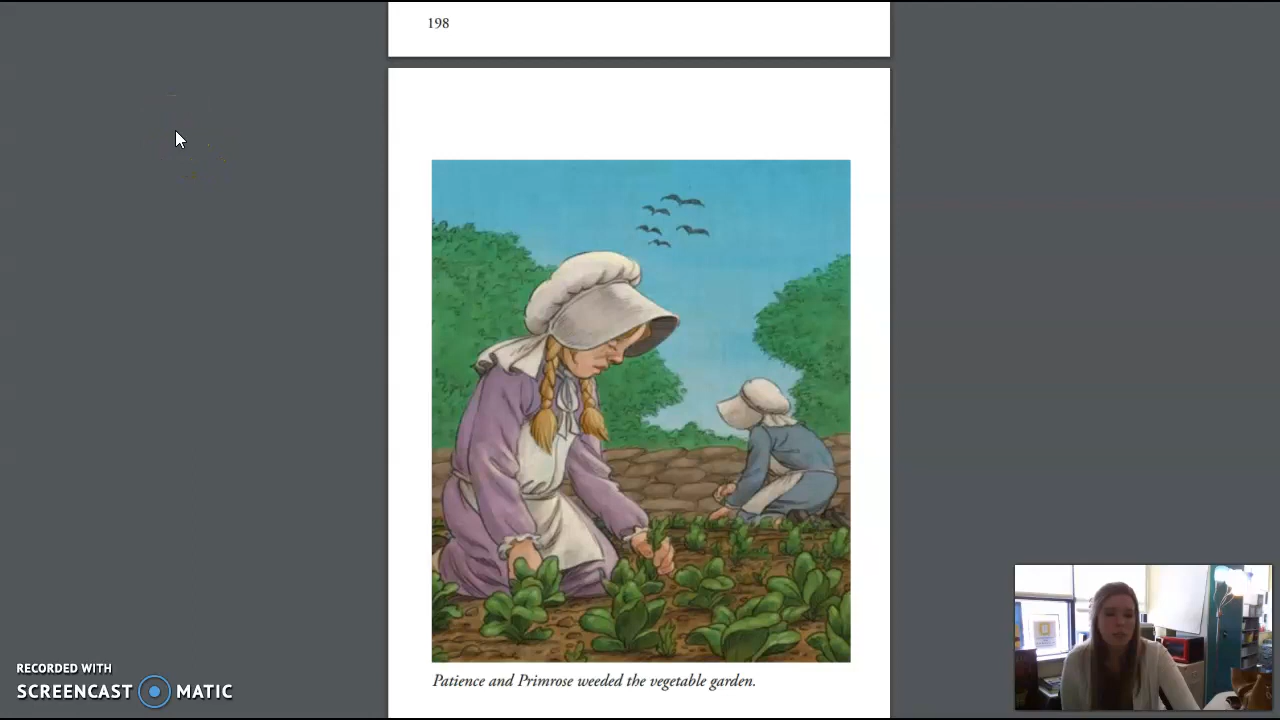 198
Patience and Primrose weeded the vegetable garden.
RECORDED WITH
SCREENCAST MATIC